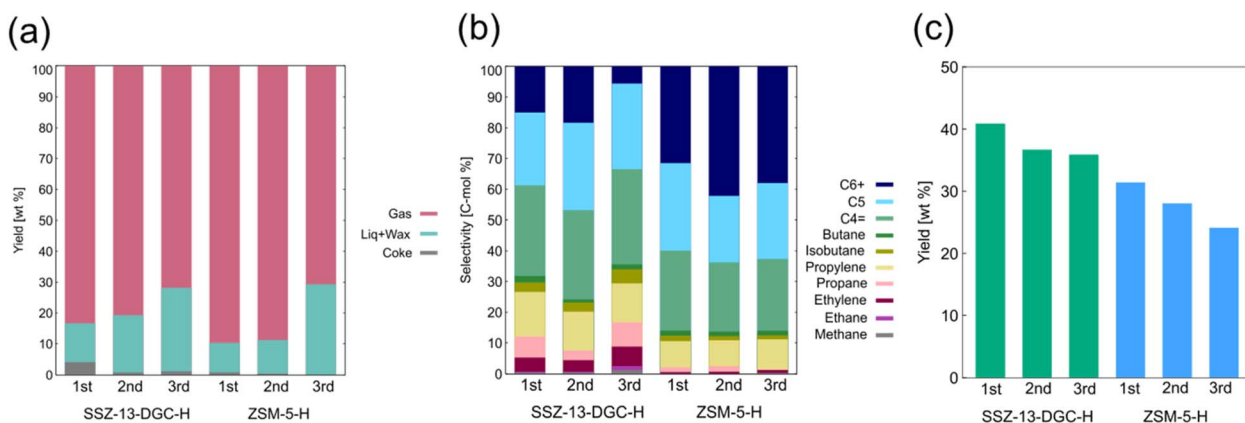 (a)
Yield [wt %]
100
90
80
70
60
50
40
30
20
10
0
1st 2nd 3rd 1st 2nd 3rd
SSZ-13-DGC-H ZSM-5-H
Gas
Liq+Wax
Coke
(b)
Selectivity [C-mol %]
100
90
80
70
60
50
40
30
20
10
0
1st 2nd 3rd 1st 2nd 3rd
SSZ-13-DGC-H ZSM-5-H
C6+
C5
C4=
Butane
Isobutane
Propylene
Propane
Ethylene
Ethane
Methane
(c)
Yield [wt %]
50
40
30
20
10
0
1st 2nd 3rd 1st 2nd 3rd
SSZ-13-DGC-H ZSM-5-H